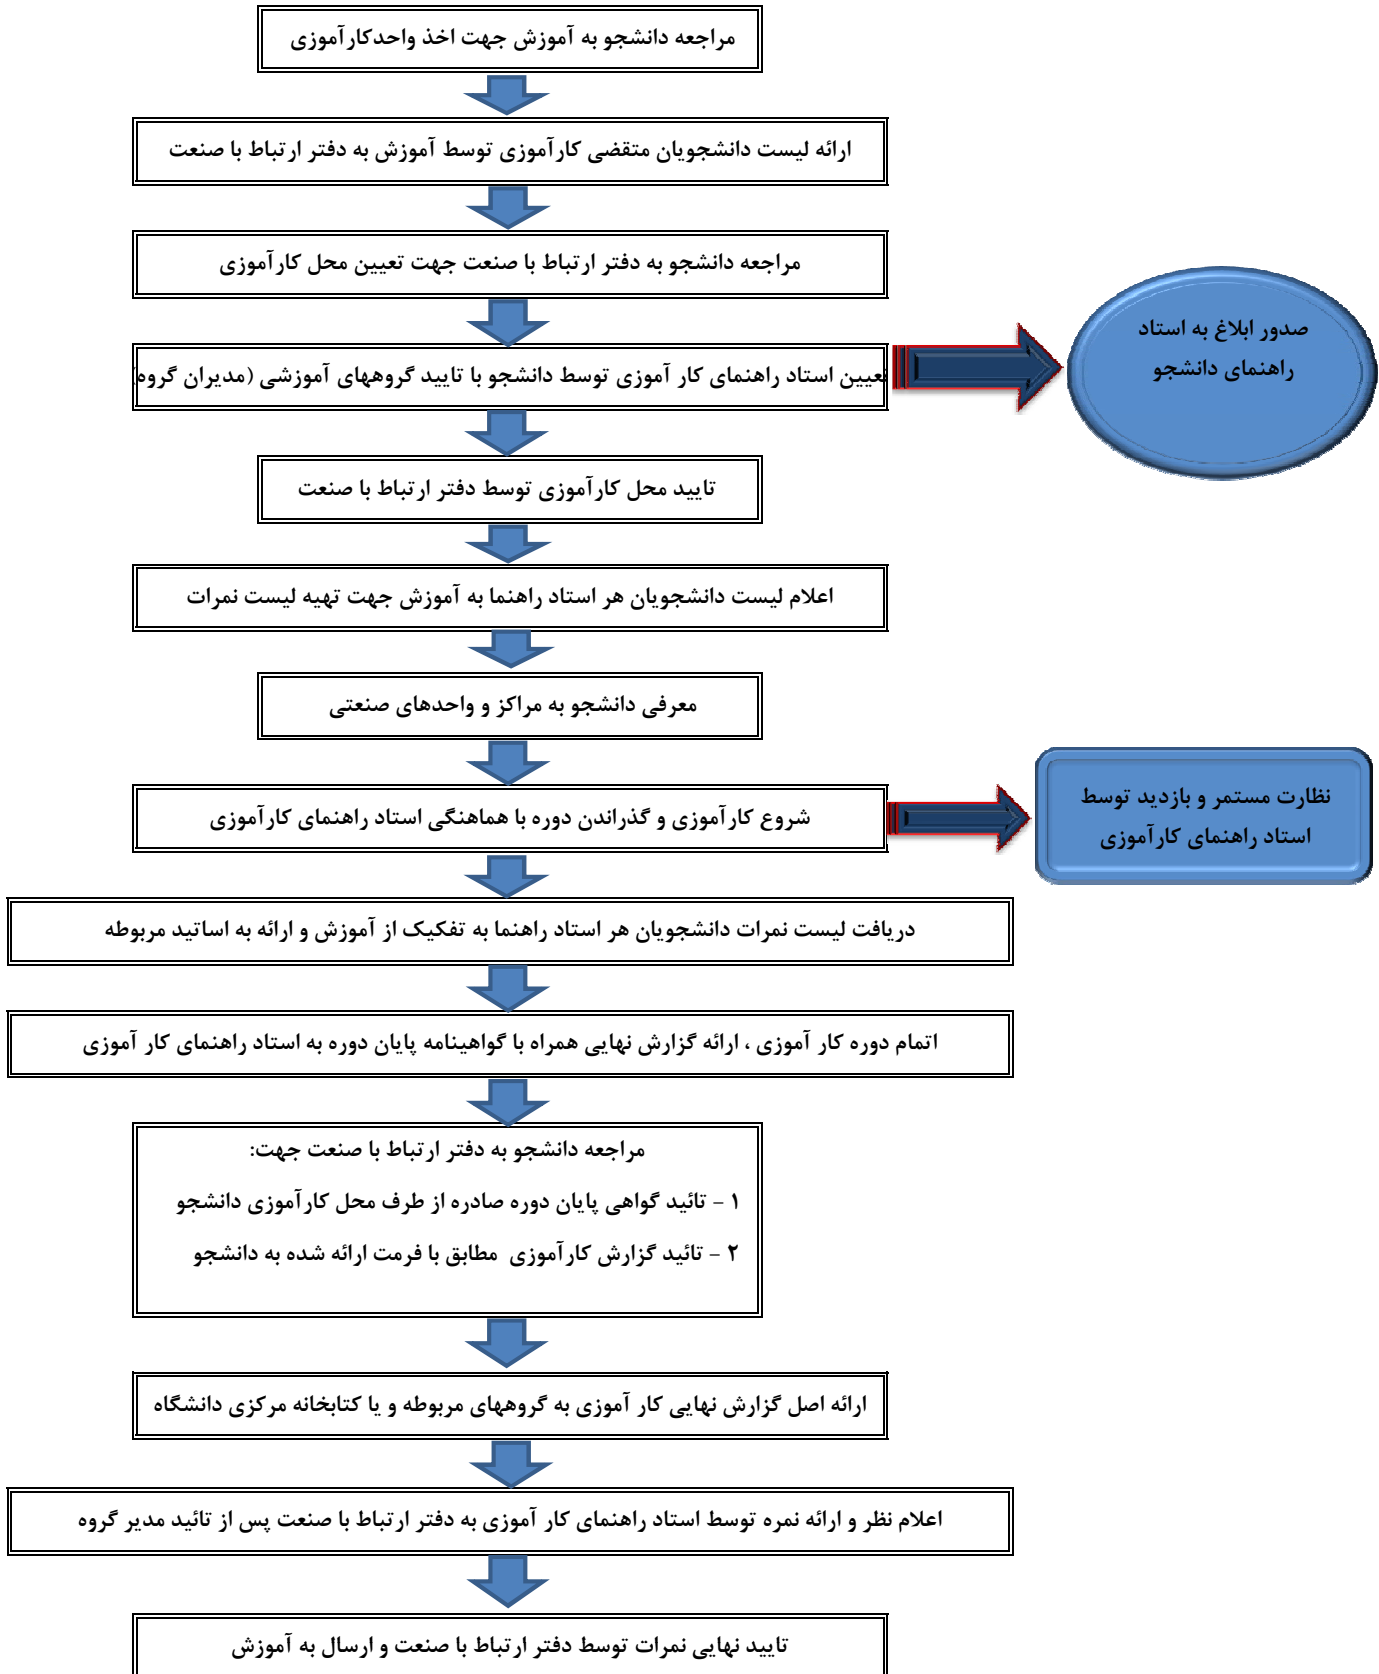 مراجعه دانشجو به آموزش جهت اخذ واحدکارآموزی
ارائه لیست دانشجویان متقضی کارآموزی توسط آموزش به دفتر ارتباط با صنعت
مراجعه دانشجو به دفتر ارتباط با صنعت جهت تعیین محل کارآموزی
تعیین استاد راهنمای کار آموزی توسط دانشجو با تایید گروههای آموزشی (مدیران گروه)
صدور ابلاغ به استاد
راهنمای دانشجو
تایید محل کارآموزی توسط دفتر ارتباط با صنعت
اعلام لیست دانشجویان هر استاد راهنما به آموزش جهت تهیه لیست نمرات
معرفی دانشجو به مراکز و واحدهای صنعتی
شروع کارآموزی و گذراندن دوره با هماهنگی استاد راهنمای کارآموزی
نظارت مستمر و بازدید توسط
استاد راهنمای کارآموزی
دریافت لیست نمرات دانشجویان هر استاد راهنما به تفکیک از آموزش و ارائه به اساتید مربوطه
اتمام دوره کار آموزی ، ارائه گزارش نهایی همراه با گواهینامه پایان دوره به استاد راهنمای کار آموزی
مراجعه دانشجو به دفتر ارتباط با صنعت جهت:
۱ - تائید گواهی پایان دوره صادره از طرف محل کارآموزی دانشجو
۲ - تائید گزارش کارآموزی مطابق با فرمت ارائه شده به دانشجو
ارائه اصل گزارش نهایی کار آموزی به گروههای مربوطه و یا کتابخانه مرکزی دانشگاه
اعلام نظر و ارائه نمره توسط استاد راهنمای کار آموزی به دفتر ارتباط با صنعت پس از تائید مدیر گروه
تایید نهایی نمرات توسط دفتر ارتباط با صنعت و ارسال به آموزش